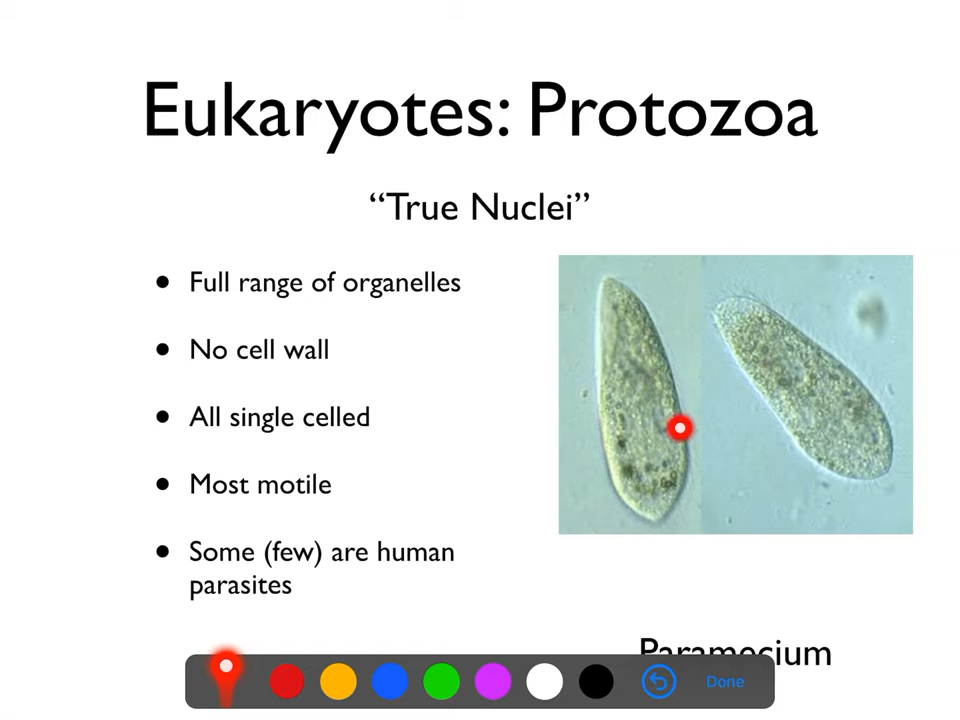 Eukaryotes: Protozoa
“True Nuclei”
• Full range of organelles
• No cell wall
• All single celled
• Most motile
• Some (few) are human
parasites
Paramecium
Done